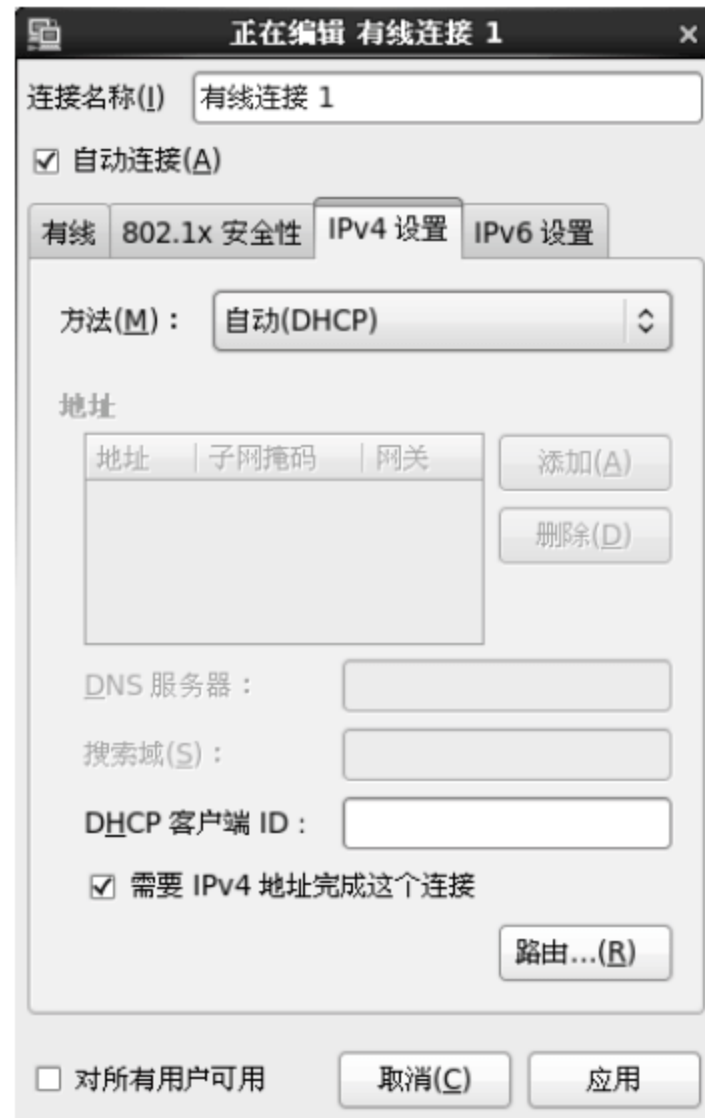 正在编辑 有线连接 1
连接名称(I) 有线连接 1
自动连接(A)
有线 802.1x 安全性 IPv4 设置 IPv6 设置
方法(M)： 自动(DHCP)
地址
地址 子网掩码 网关 添加(A)
删除(D)
DNS 服务器：
搜索域(S)：
DHCP 客户端 ID：
需要 IPv4 地址完成这个连接
路由...(R)
对所有用户可用 取消(C) 应用